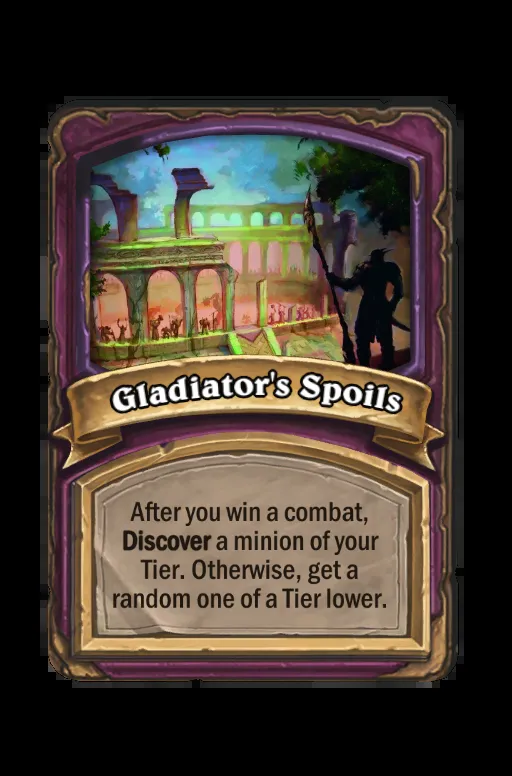 Gladiator's Spoils
After you win a combat,
Discover a minion of your
Tier. Otherwise, get a
random one of a Tier lower.